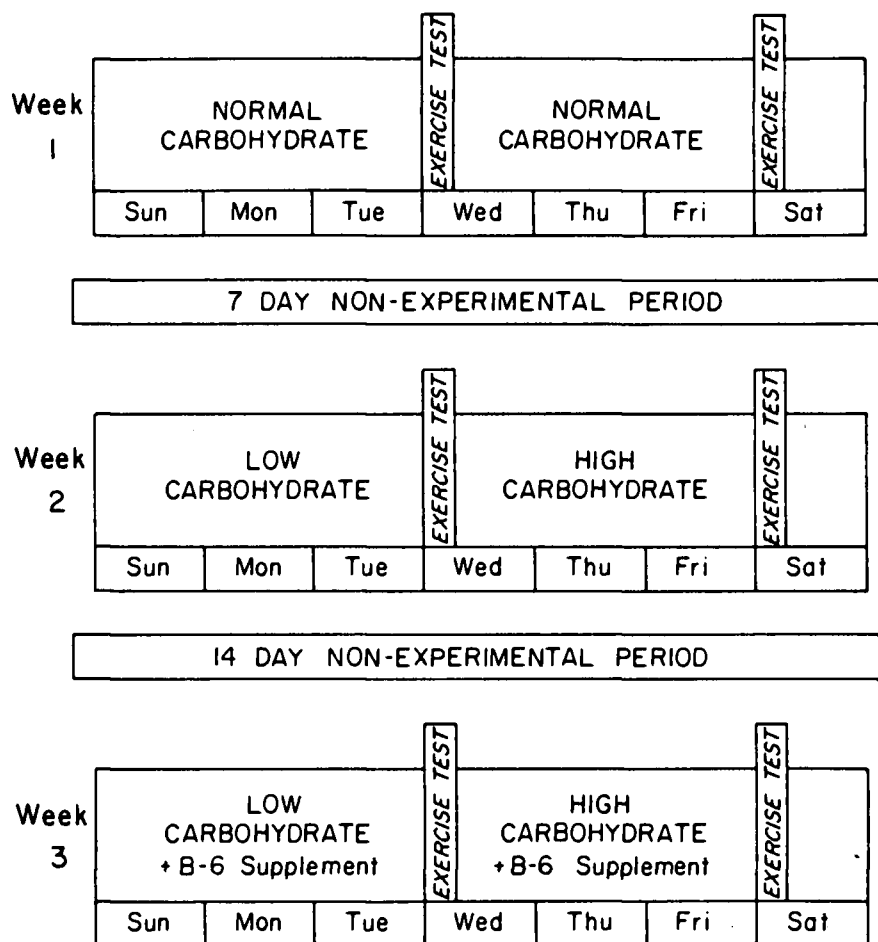 Week
1
NORMAL
CARBOHYDRATE
EXERCISE TEST
NORMAL
CARBOHYDRATE
EXERCISE TEST
Sun Mon Tue Wed Thu Fri Sat
7 DAY NON-EXPERIMENTAL PERIOD
Week
2
LOW
CARBOHYDRATE
EXERCISE TEST
HIGH
CARBOHYDRATE
EXERCISE TEST
Sun Mon Tue Wed Thu Fri Sat
14 DAY NON-EXPERIMENTAL PERIOD
Week
3
LOW
CARBOHYDRATE
+ B-6 Supplement
EXERCISE TEST
HIGH
CARBOHYDRATE
+ B-6 Supplement
EXERCISE TEST
Sun Mon Tue Wed Thu Fri Sat